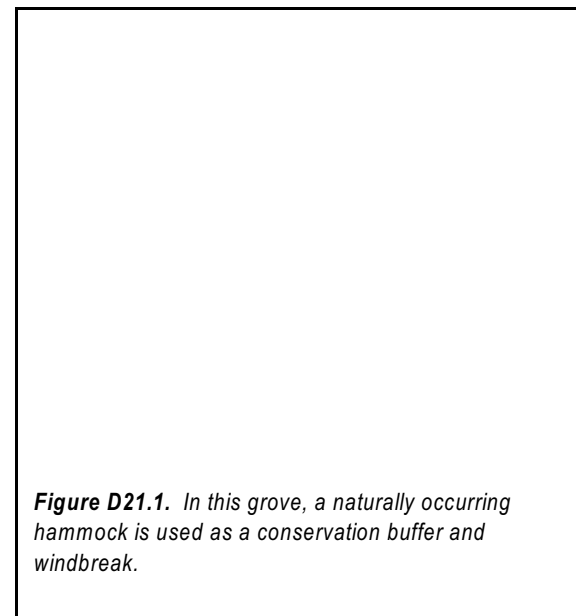 Figure D21.1. In this grove, a naturally occurring
hammock is used as a conservation buffer and
windbreak.